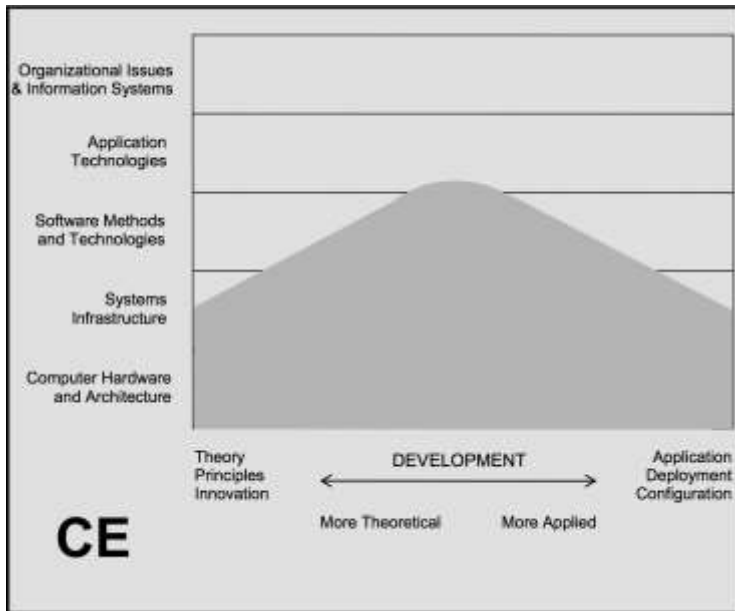 Organizational Issues
& Information Systems
Application
Technologies
Software Methods
and Technologies
Systems
Infrastructure
Computer Hardware
and Architecture
Theory
Principles
Innovation
DEVELOPMENT
Application
Deployment
Configuration
More Theoretical
More Applied
CE